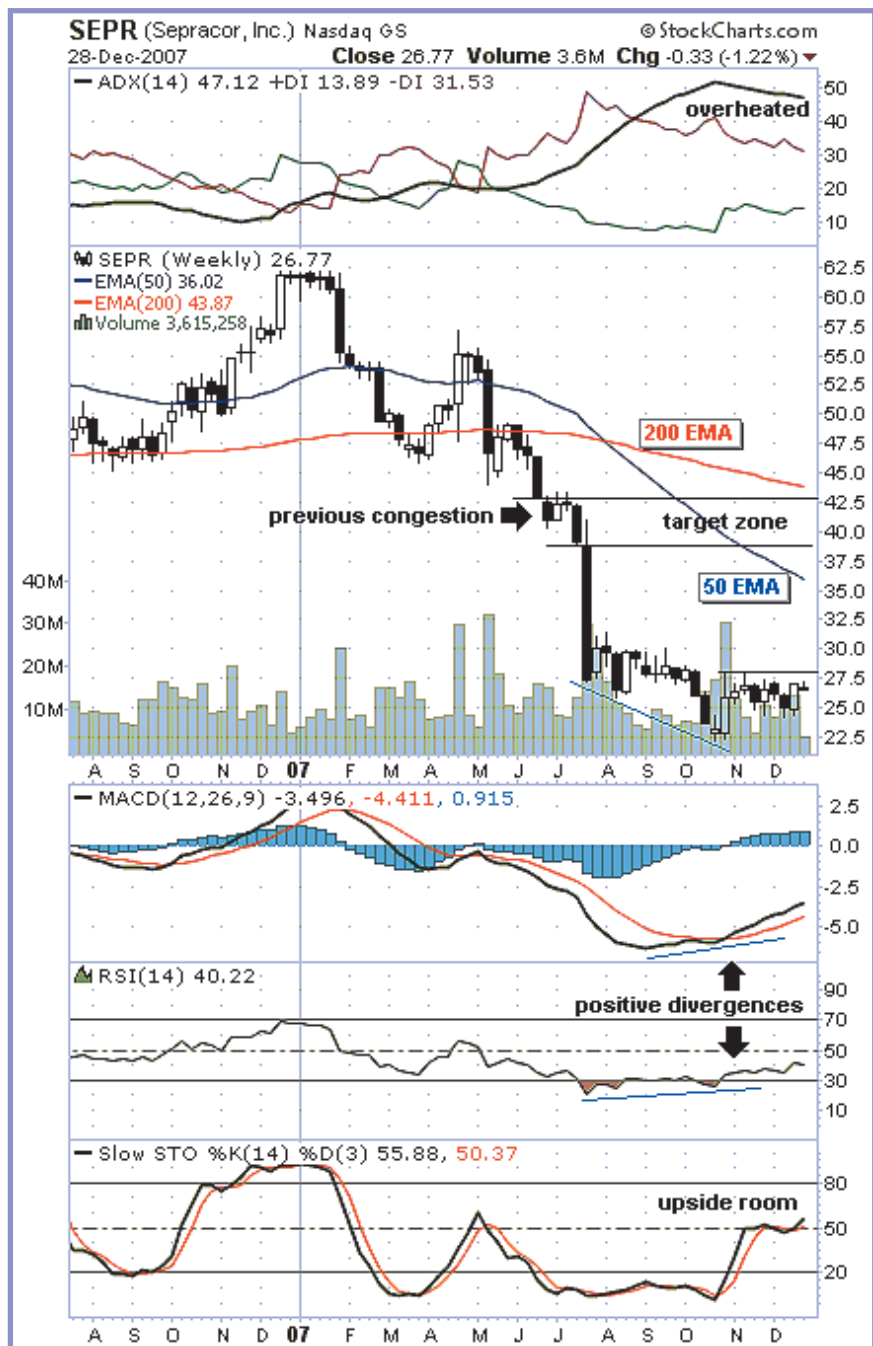 SEPR (Sepracor, Inc.) Nasdaq GS © StockCharts.com
28-Dec-2007 Close 26.77 Volume 3.6M Chg -0.33 (-1.22%)
ADX(14) 47.12 +DI 13.89 -DI 31.53
50
overheated
40
30
20
10
SEPR (Weekly) 26.77
EMA(50) 36.02
EMA(200) 43.87
Volume 3,615,258
62.5
60.0
57.5
55.0
52.5
50.0
200 EMA
47.5
45.0
42.5
previous congestion
target zone
40.0
37.5
50 EMA
35.0
32.5
30.0
27.5
25.0
22.5
40M
30M
20M
10M
A S O N D 07 F M A M J J A S O N D
MACD(12,26,9) -3.496, -4.411, 0.915
2.5
0.0
-2.5
-5.0
RSI(14) 40.22
positive divergences
90
70
50
30
10
Slow STO %K(14) %D(3) 55.88, 50.37
80
upside room
50
20
A S O N D 07 F M A M J J A S O N D